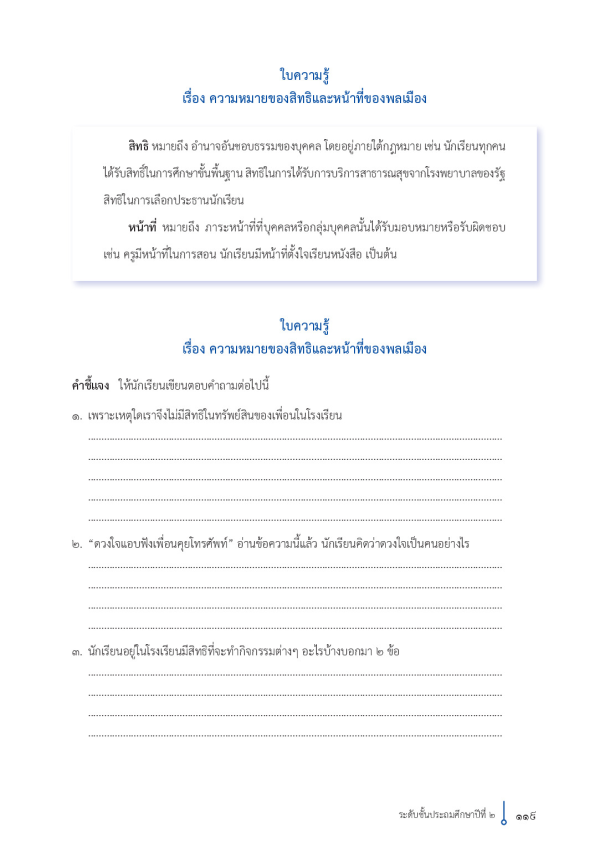 ใบความรู้
เรื่อง ความหมายของสิทธิและหน้าที่ของพลเมือง
สิทธิ หมายถึง อำนาจอันชอบธรรมของบุคคล โดยอยู่ภายใต้กฎหมาย เช่น นักเรียนทุกคน
ได้รับสิทธิ์ในการศึกษาขั้นพื้นฐาน สิทธิในการได้รับการบริการสาธารณสุขจากโรงพยาบาลของรัฐ
สิทธิในการเลือกประธานนักเรียน
หน้าที่ หมายถึง ภาระหน้าที่ที่บุคคลหรือกลุ่มบุคคลนั้นได้รับมอบหมายหรือรับผิดชอบ
เช่น ครูมีหน้าที่ในการสอน นักเรียนมีหน้าที่ตั้งใจเรียนหนังสือ เป็นต้น
ใบความรู้
เรื่อง ความหมายของสิทธิและหน้าที่ของพลเมือง
คำชี้แจง ให้นักเรียนเขียนตอบคำถามต่อไปนี้
๑. เพราะเหตุใดเราจึงไม่มีสิทธิในทรัพย์สินของเพื่อนในโรงเรียน
๒. “ดวงใจแอบฟังเพื่อนคุยโทรศัพท์” อ่านข้อความนี้แล้ว นักเรียนคิดว่าดวงใจเป็นคนอย่างไร
๓. นักเรียนอยู่ในโรงเรียนมีสิทธิที่จะทำกิจกรรมต่างๆ อะไรบ้างบอกมา ๒ ข้อ
ระดับชั้นประถมศึกษาปีที่ ๒ ๑๑๕